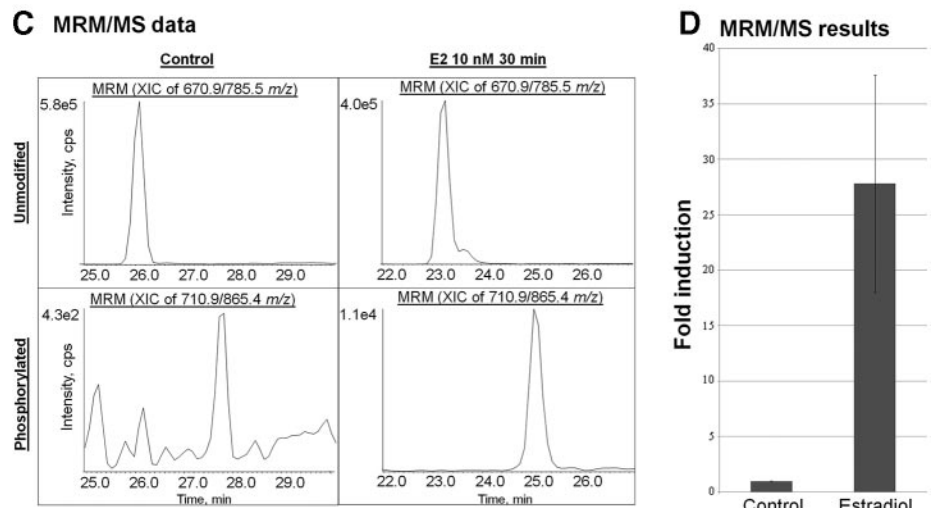 C MRM/MS data
Control
E2 10 nM 30 min
Unmodified
MRM (XIC of 670.9/785.5 m/z)
5.8e5
Intensity, cps
25.0 26.0 27.0 28.0 29.0
MRM (XIC of 670.9/785.5 m/z)
4.0e5
22.0 23.0 24.0 25.0 26.0
Phosphorylated
MRM (XIC of 710.9/865.4 m/z)
4.3e2
Intensity, cps
25.0 26.0 27.0 28.0 29.0
Time, min
MRM (XIC of 710.9/865.4 m/z)
1.1e4
22.0 23.0 24.0 25.0 26.0
Time, min
D MRM/MS results
Fold induction
40
35
30
25
20
15
10
5
0
Control Estradiol